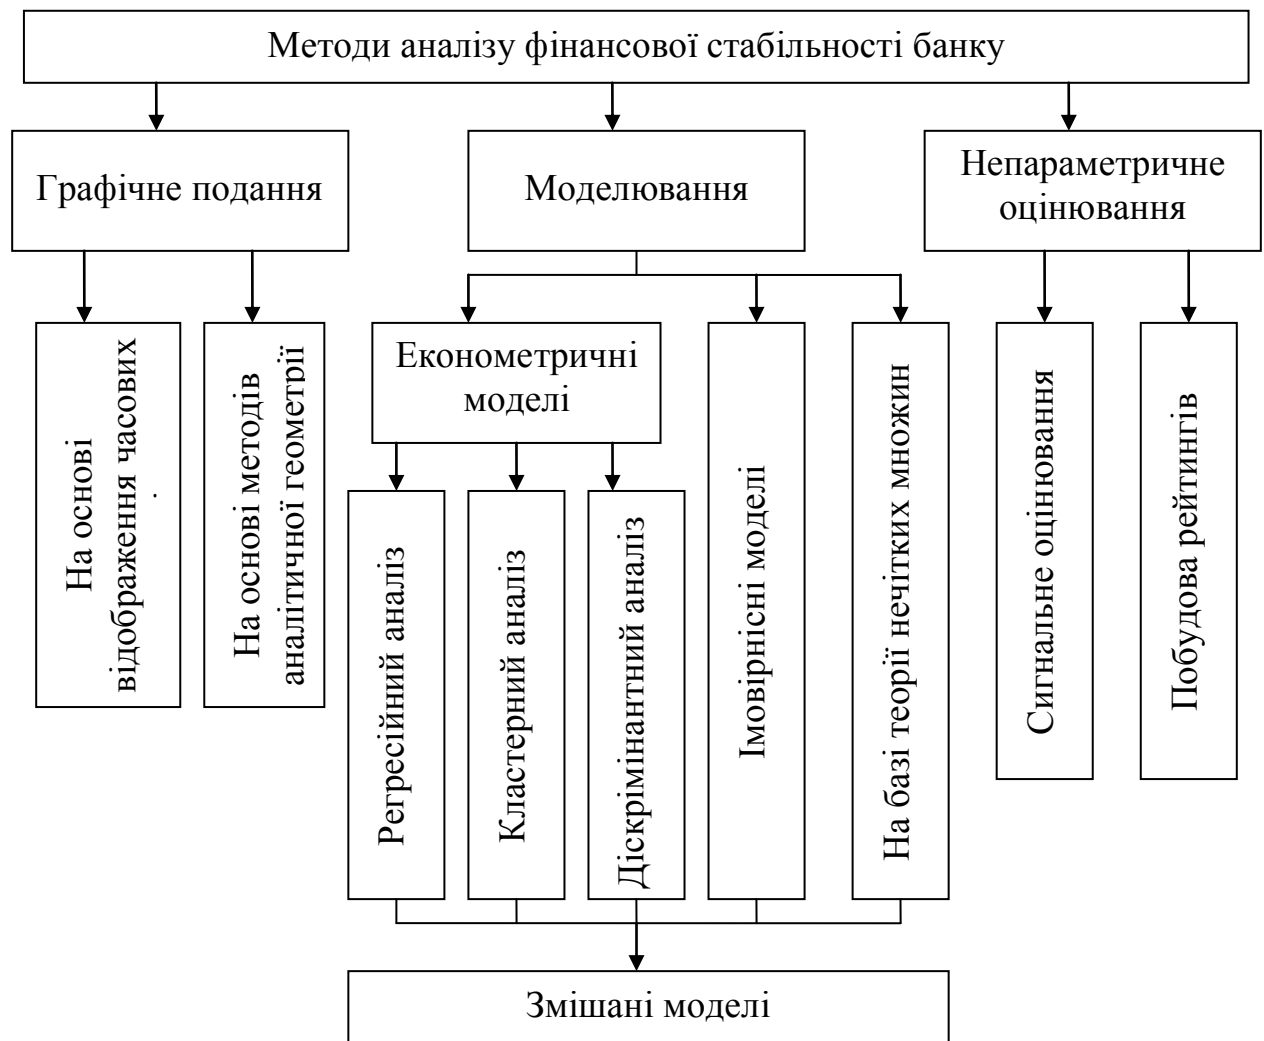 Методи аналізу фінансової стабільності банку
Графічне подання
Моделювання
Непараметричне
оцінювання
На основі
відображення часових
На основі методів
аналітичної геометрії
Економетричні
моделі
Регресійний аналіз
Кластерний аналіз
Діскрімінантний аналіз
Імовірнісні моделі
На базі теорії нечітких множин
Сигнальне оцінювання
Побудова рейтингів
Змішані моделі